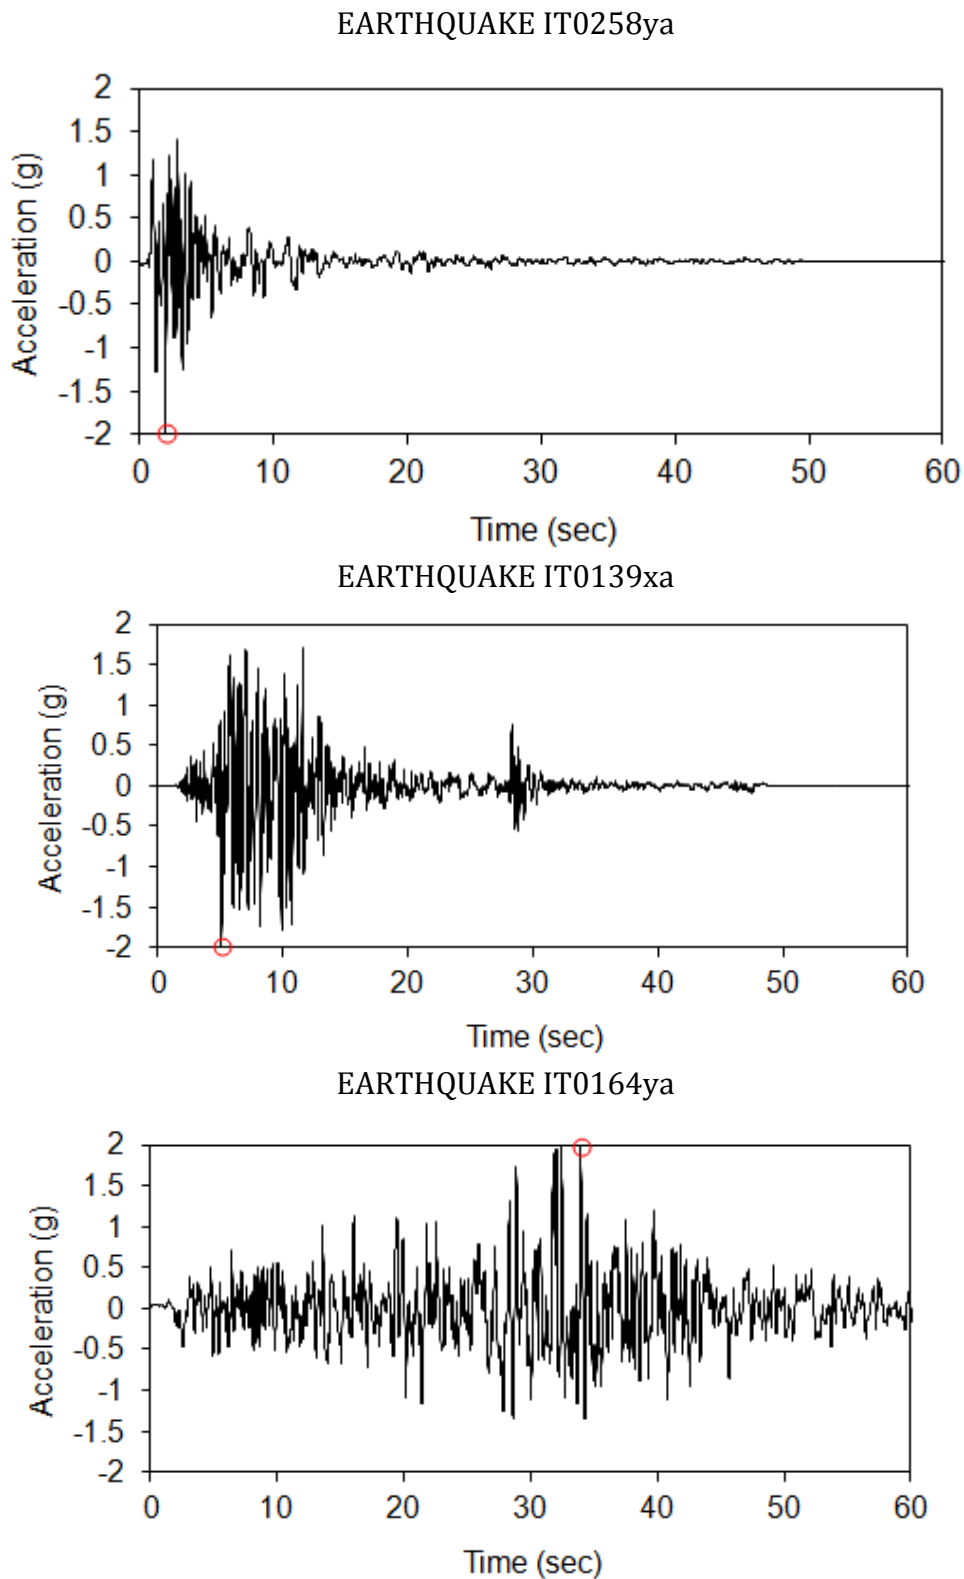 EARTHQUAKE IT0258ya
2
1.5
1
0.5
0
-0.5
-1
-1.5
-2
Acceleration (g)
0 10 20 30 40 50 60
Time (sec)
EARTHQUAKE IT0139xa
2
1.5
1
0.5
0
-0.5
-1
-1.5
-2
Acceleration (g)
0 10 20 30 40 50 60
Time (sec)
EARTHQUAKE IT0164ya
2
1.5
1
0.5
0
-0.5
-1
-1.5
-2
Acceleration (g)
0 10 20 30 40 50 60
Time (sec)